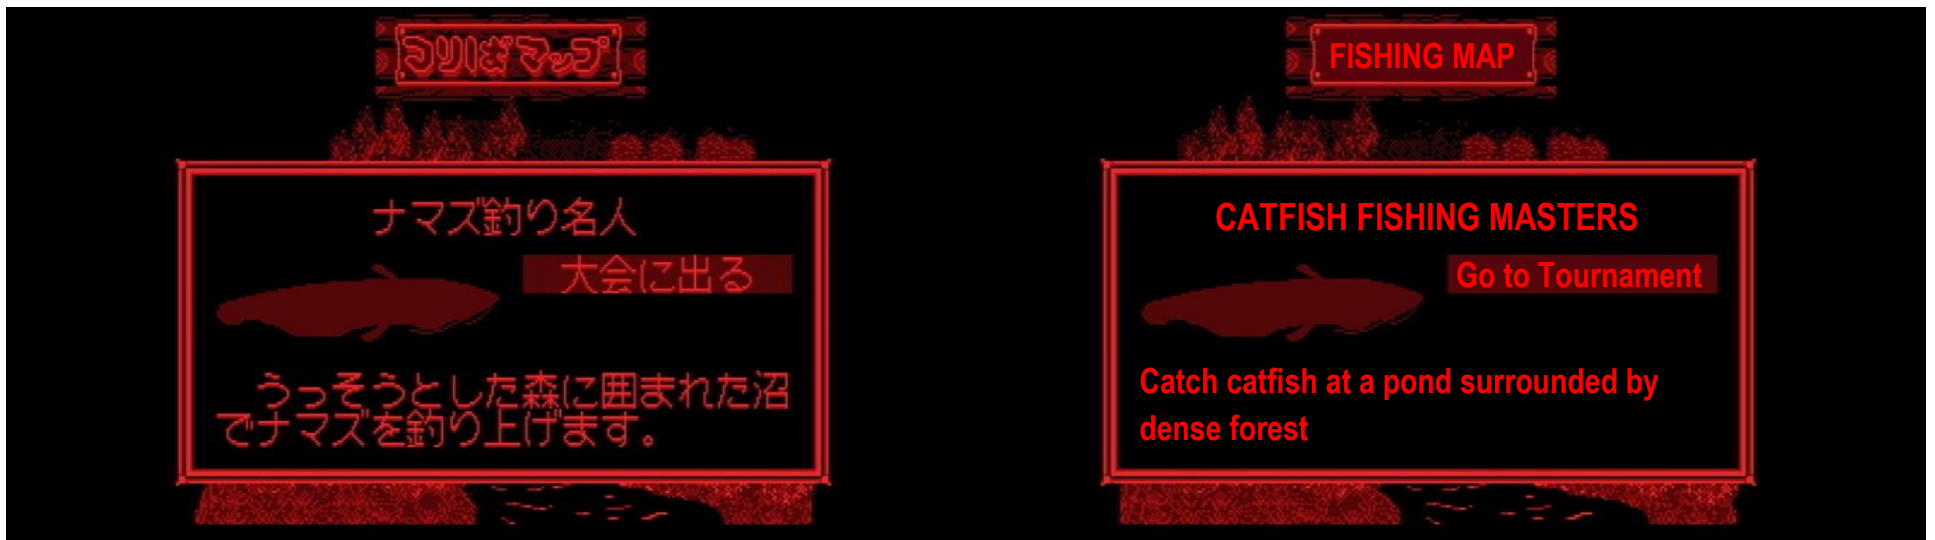 つりばマップ
ナマズ釣り名人
大会に出る
うっそうとした森に囲まれた沼
でナマズを釣り上げます。
FISHING MAP
CATFISH FISHING MASTERS
Go to Tournament
Catch catfish at a pond surrounded by
dense forest